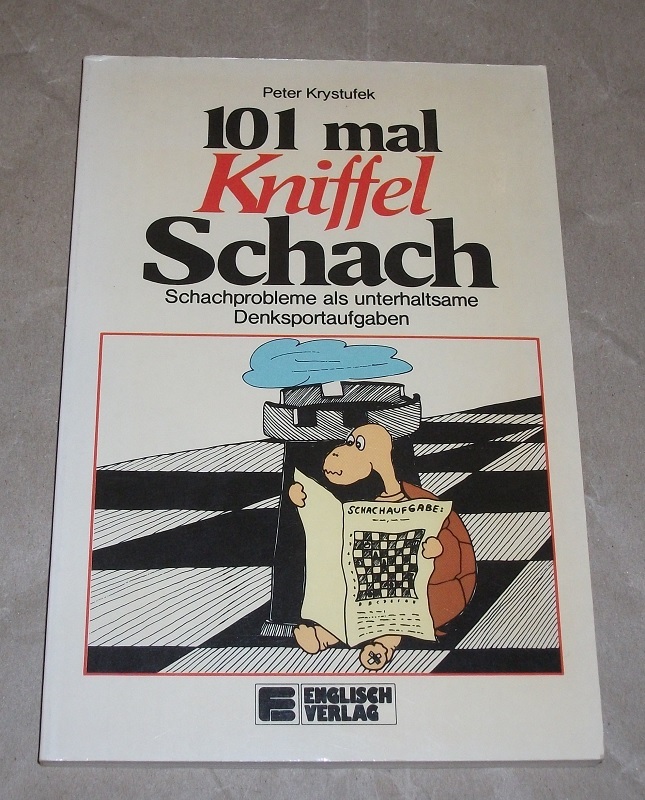 Peter Krystufek
101 mal
Kniffel
Schach
Schachprobleme als unterhaltsame
Denksportaufgaben
SCHACHAUFGABE:
ENGLISCH
VERLAG